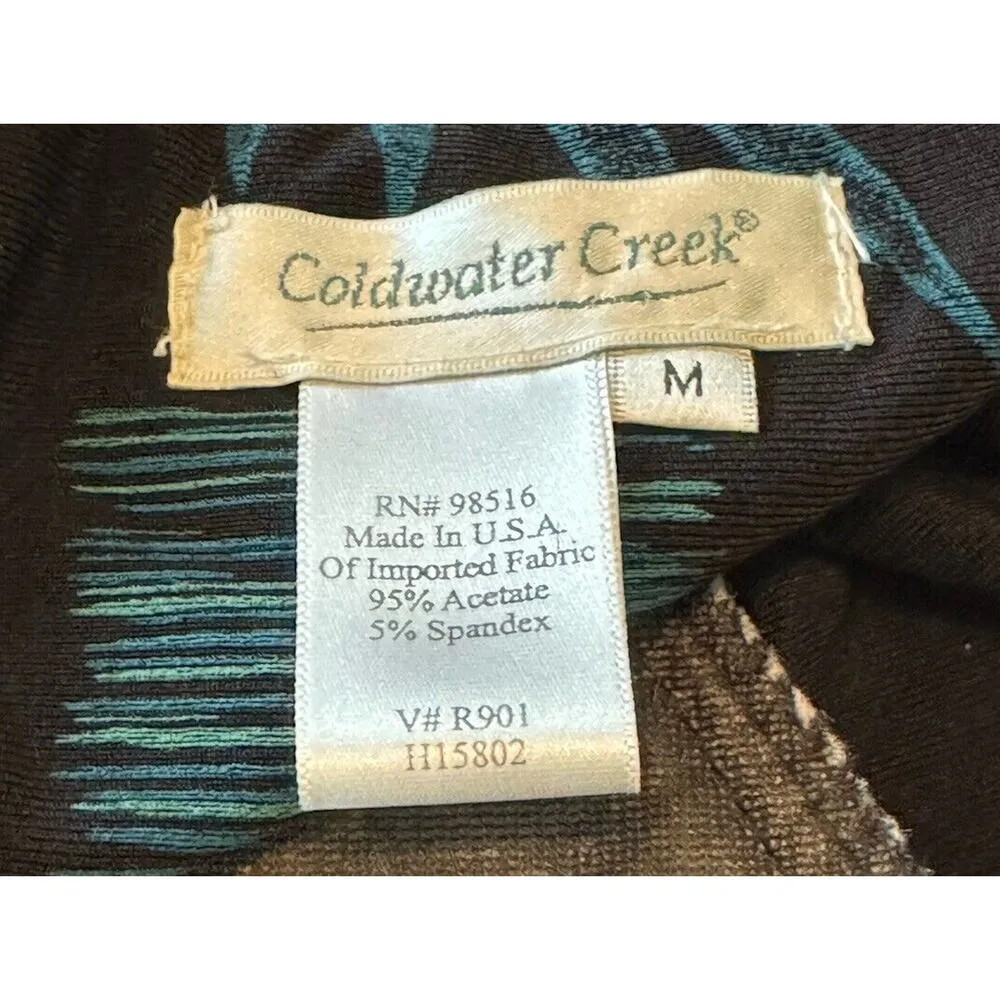 Coldwater Creek®
M
RN# 98516
Made In U.S.A.
Of Imported Fabric
95% Acetate
5% Spandex
V# R901
H15802